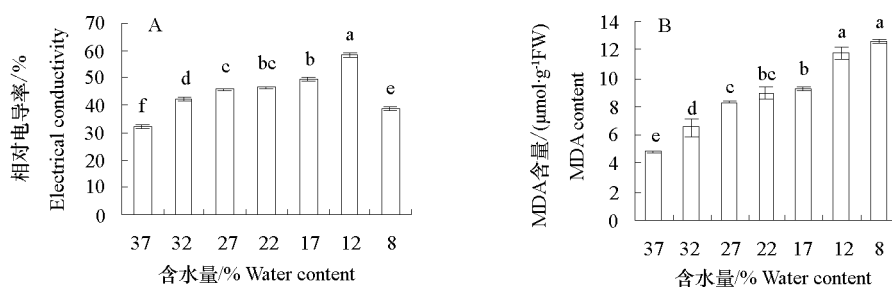 A
相对电导率/%
Electrical conductivity
70
60
50
40
30
20
10
0
f
d
c
bc
b
a
e
37 32 27 22 17 12 8
含水量/% Water content
B
MDA含量/(μmol·g⁻¹FW)
MDA content
14
12
10
8
6
4
2
0
e
d
c
bc
b
a
a
37 32 27 22 17 12 8
含水量/% Water content